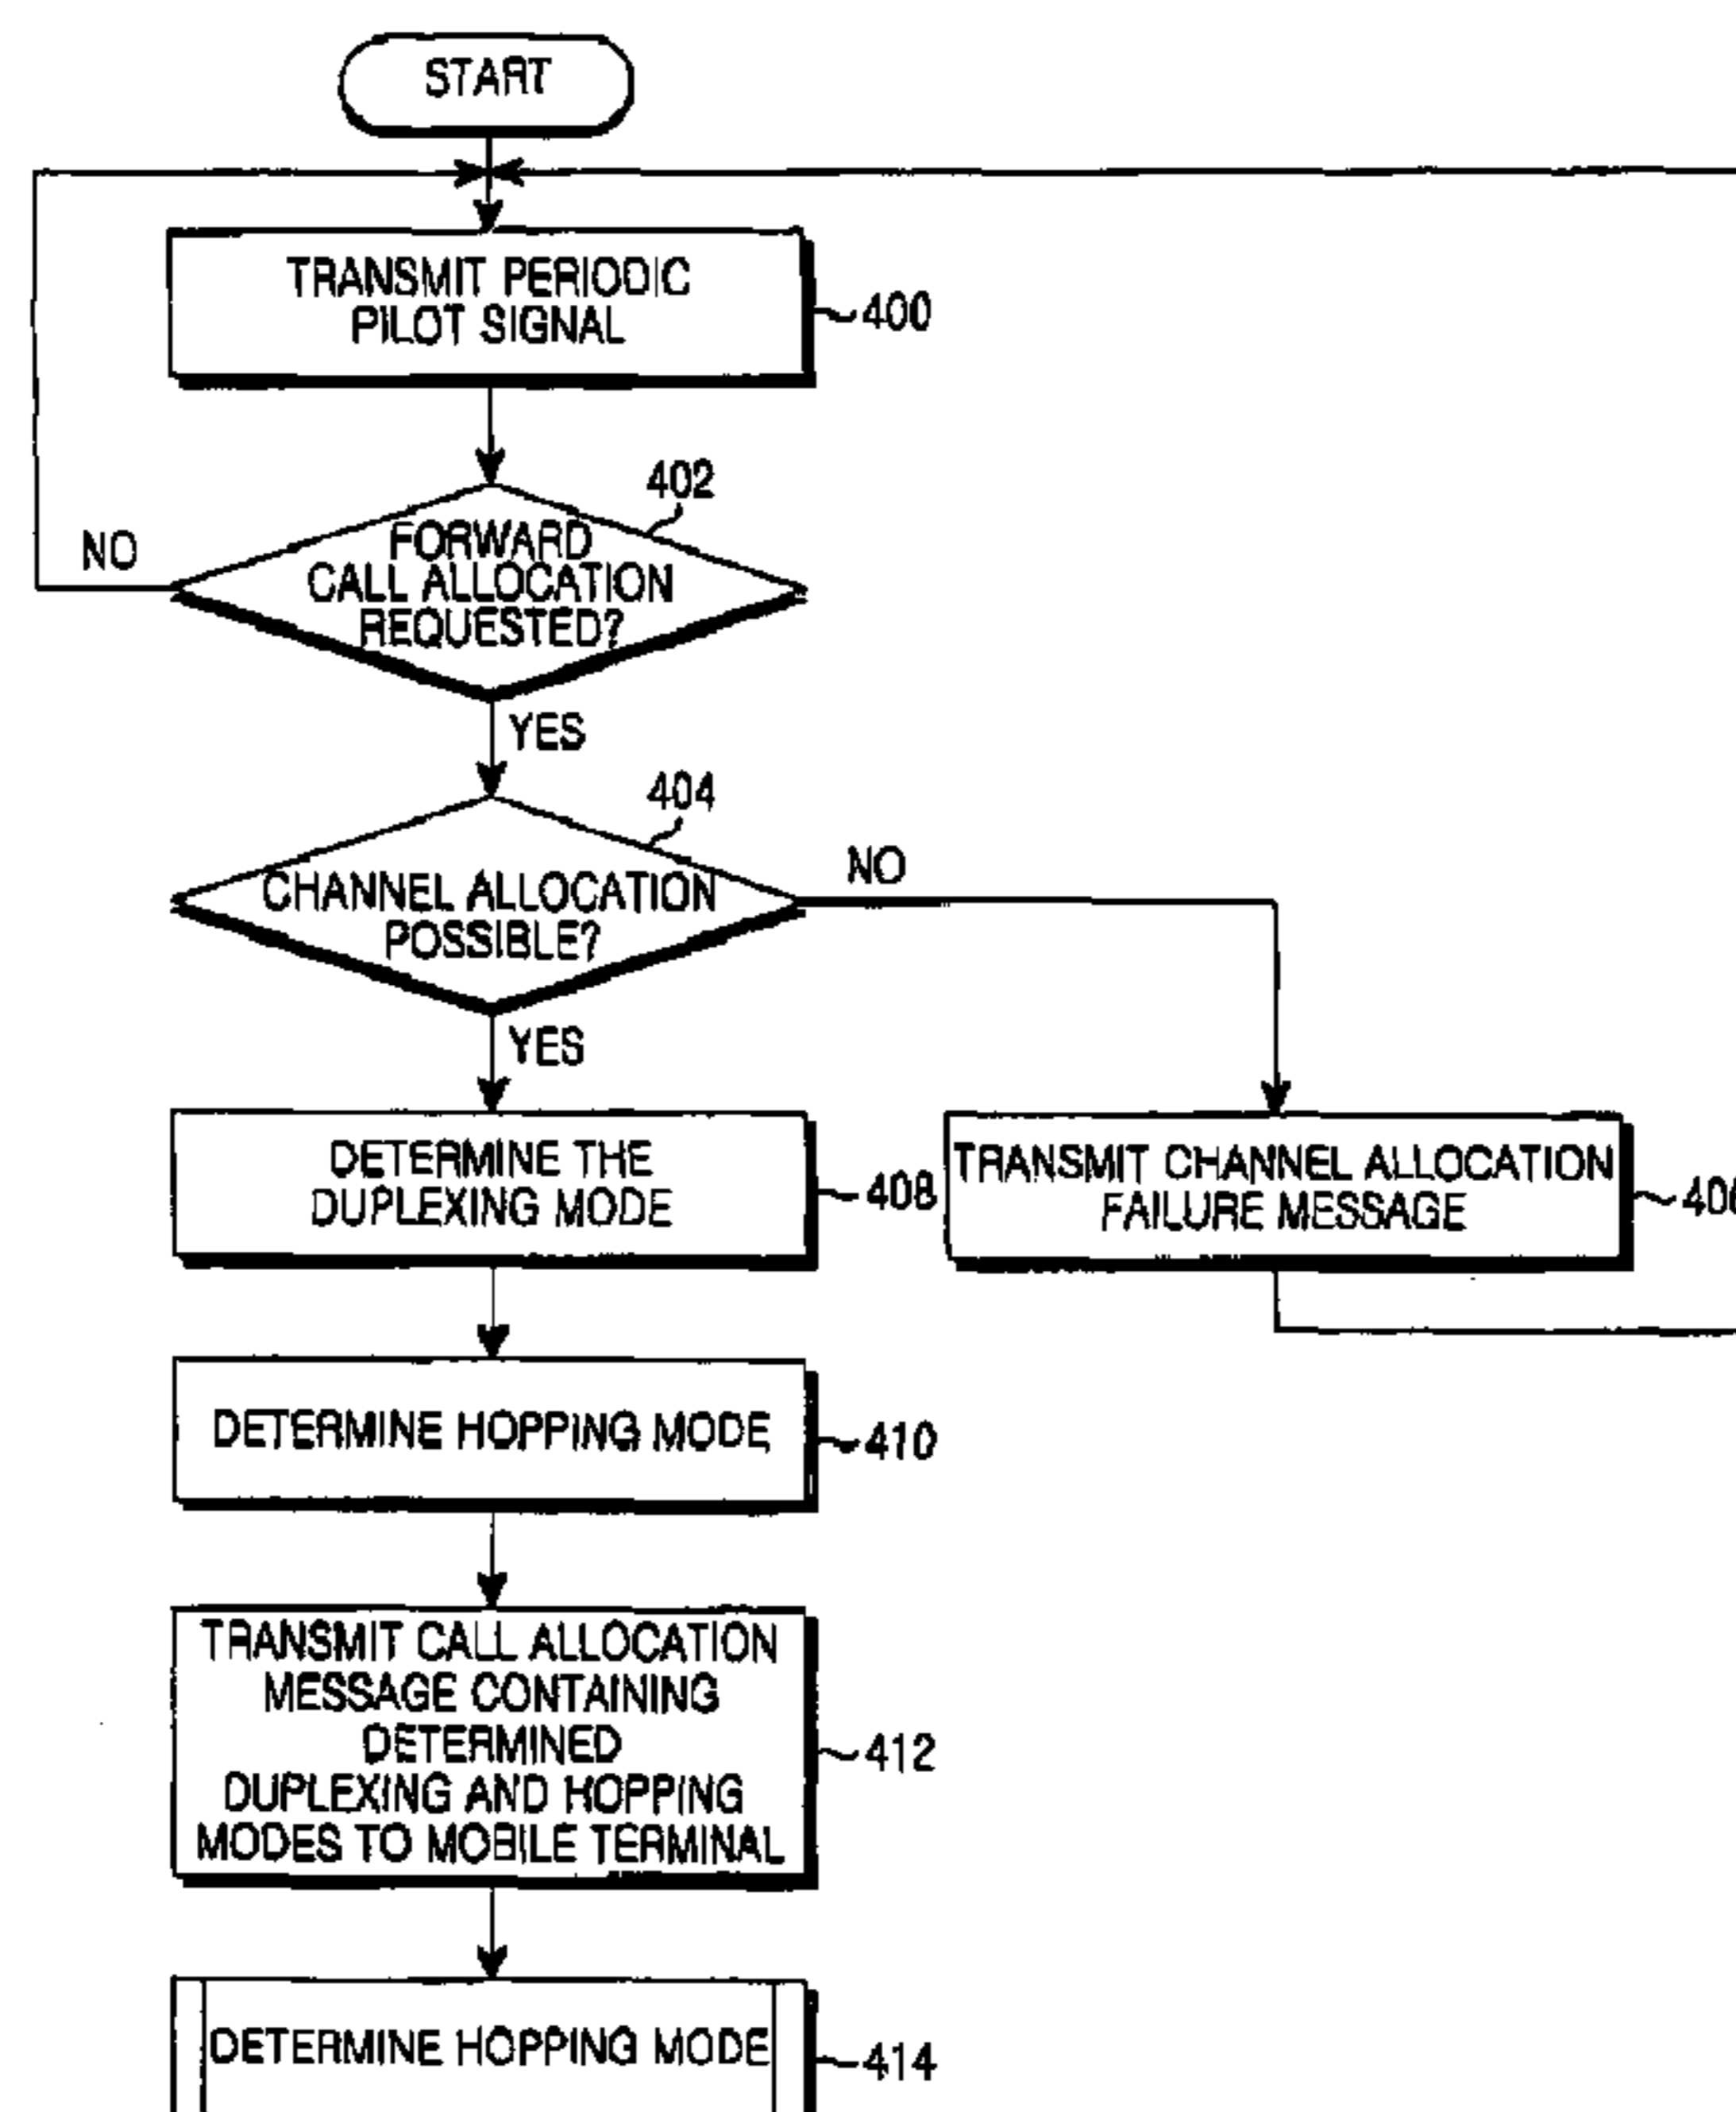 START
TRANSMIT PERIODIC
PILOT SIGNAL
400
402
FORWARD
CALL ALLOCATION
REQUESTED?
NO
YES
404
CHANNEL ALLOCATION
POSSIBLE?
NO
YES
DETERMINE THE
DUPLEXING MODE
408
TRANSMIT CHANNEL ALLOCATION
FAILURE MESSAGE
DETERMINE HOPPING MODE
410
TRANSMIT CALL ALLOCATION
MESSAGE CONTAINING
DETERMINED
DUPLEXING AND HOPPING
MODES TO MOBILE TERMINAL
412
DETERMINE HOPPING MODE
414